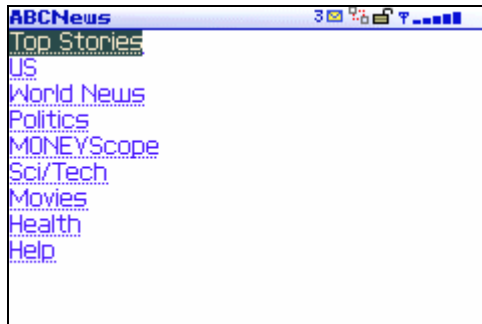 ABCNews 3
Top Stories
US
World News
Politics
MONEYScope
Sci/Tech
Movies
Health
Help